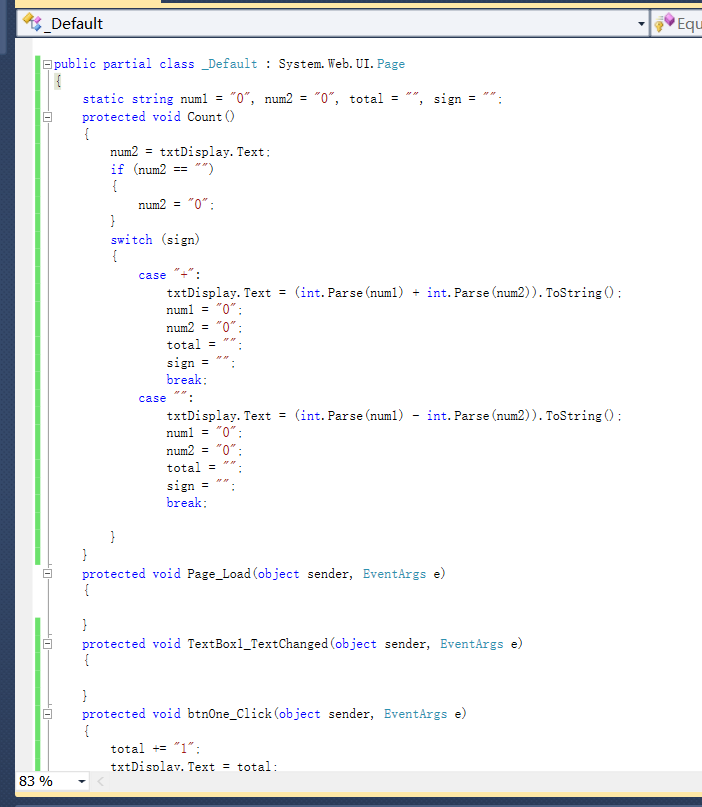 _Default
Equ
public partial class _Default : System.Web.UI.Page
{
static string num1 = "0", num2 = "0", total = "", sign = "";
protected void Count()
{
num2 = txtDisplay.Text;
if (num2 == "")
{
num2 = "0";
}
switch (sign)
{
case "+":
txtDisplay.Text = (int.Parse(num1) + int.Parse(num2)).ToString();
num1 = "0";
num2 = "0";
total = "";
sign = "";
break;
case "":
txtDisplay.Text = (int.Parse(num1) - int.Parse(num2)).ToString();
num1 = "0";
num2 = "0";
total = "";
sign = "";
break;
}
}
protected void Page_Load(object sender, EventArgs e)
{
}
protected void TextBox1_TextChanged(object sender, EventArgs e)
{
}
protected void btnOne_Click(object sender, EventArgs e)
{
total += "1";
txtDisplay.Text = total;
83 %